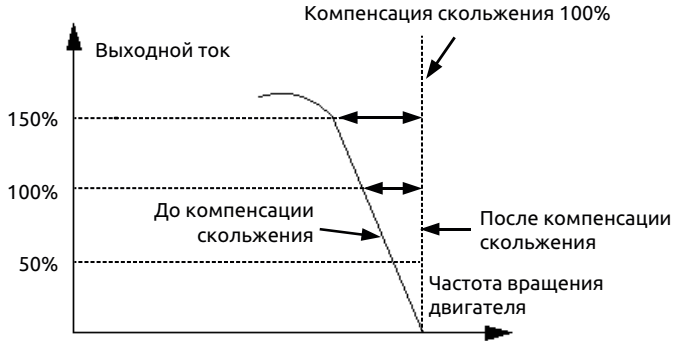 Компенсация скольжения 100%
Выходной ток
150%
100%
До компенсации
скольжения
После компенсации
скольжения
50%
Частота вращения
двигателя